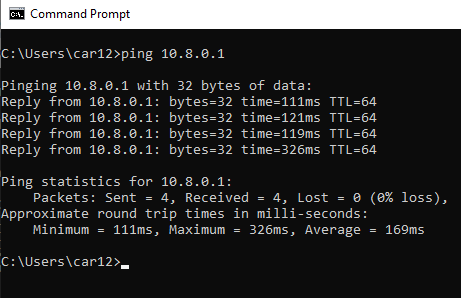 Command Prompt
C:\Users\car12>ping 10.8.0.1
Pinging 10.8.0.1 with 32 bytes of data:
Reply from 10.8.0.1: bytes=32 time=111ms TTL=64
Reply from 10.8.0.1: bytes=32 time=121ms TTL=64
Reply from 10.8.0.1: bytes=32 time=119ms TTL=64
Reply from 10.8.0.1: bytes=32 time=326ms TTL=64
Ping statistics for 10.8.0.1:
    Packets: Sent = 4, Received = 4, Lost = 0 (0% loss),
Approximate round trip times in milli-seconds:
    Minimum = 111ms, Maximum = 326ms, Average = 169ms
C:\Users\car12>